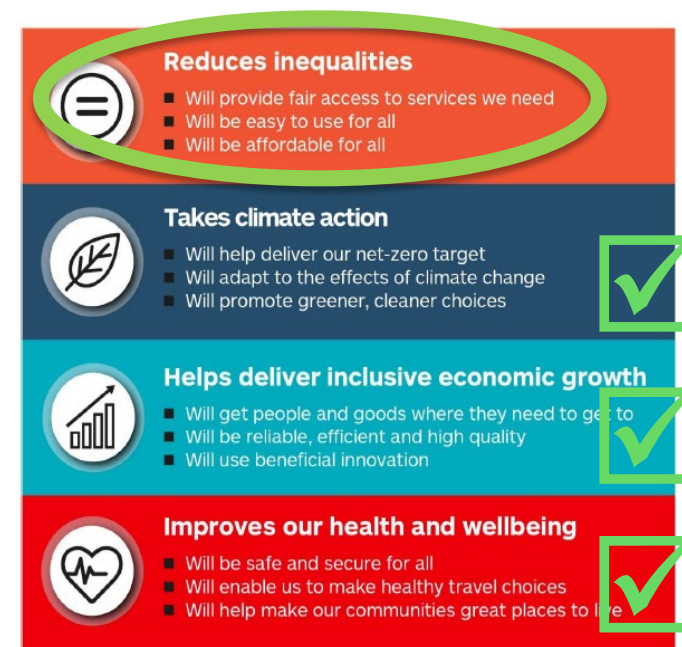 Reduces inequalities
■ Will provide fair access to services we need
■ Will be easy to use for all
■ Will be affordable for all
Takes climate action
■ Will help deliver our net-zero target
■ Will adapt to the effects of climate change
■ Will promote greener, cleaner choices
Helps deliver inclusive economic growth
■ Will get people and goods where they need to get to
■ Will be reliable, efficient and high quality
■ Will use beneficial innovation
Improves our health and wellbeing
■ Will be safe and secure for all
■ Will enable us to make healthy travel choices
■ Will help make our communities great places to live